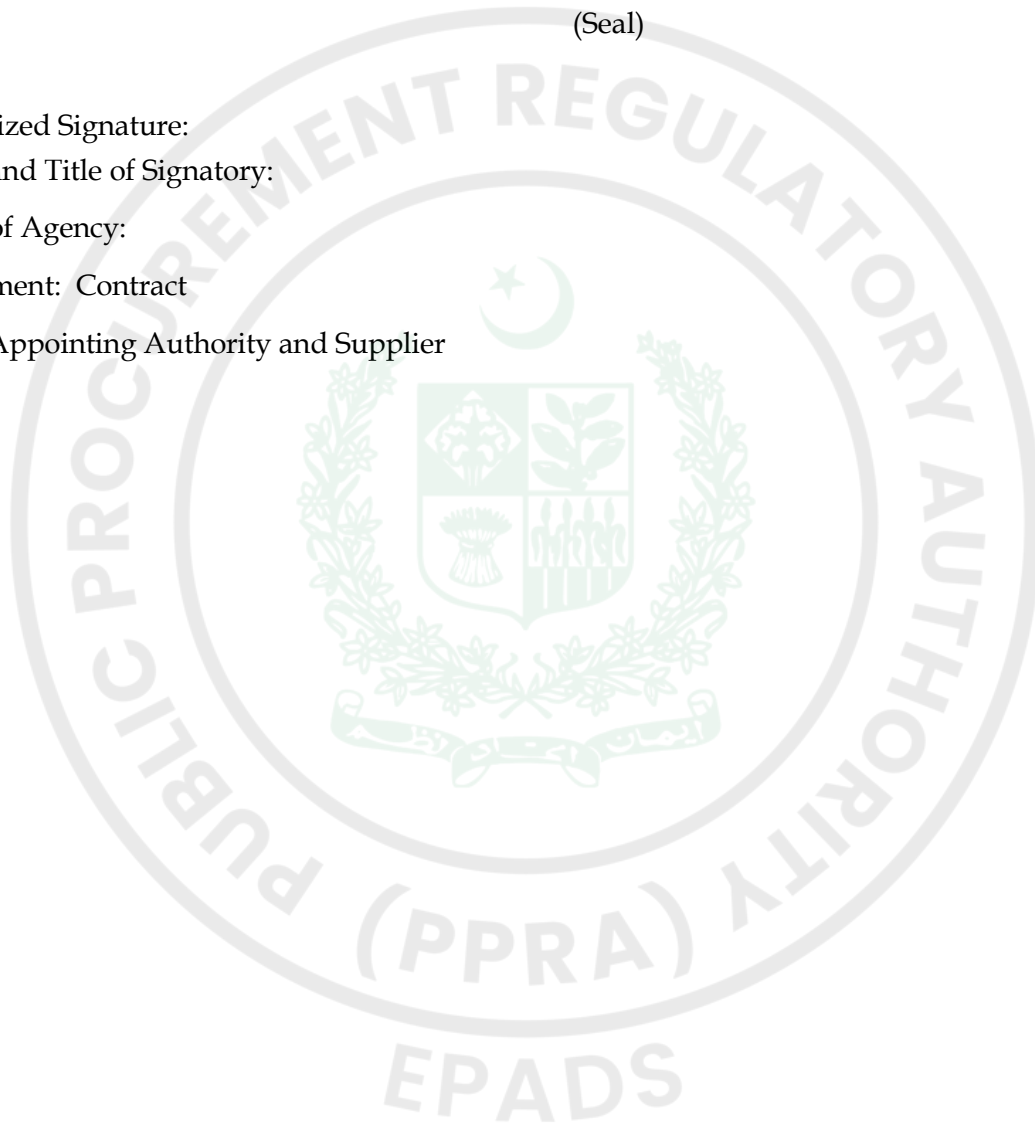 (Seal)
ized Signature:
nd Title of Signatory:
of Agency:
ment: Contract
Appointing Authority and Supplier
PUBLIC PROCUREMENT REGULATORY AUTHORITY
(PPRA)
EPADS